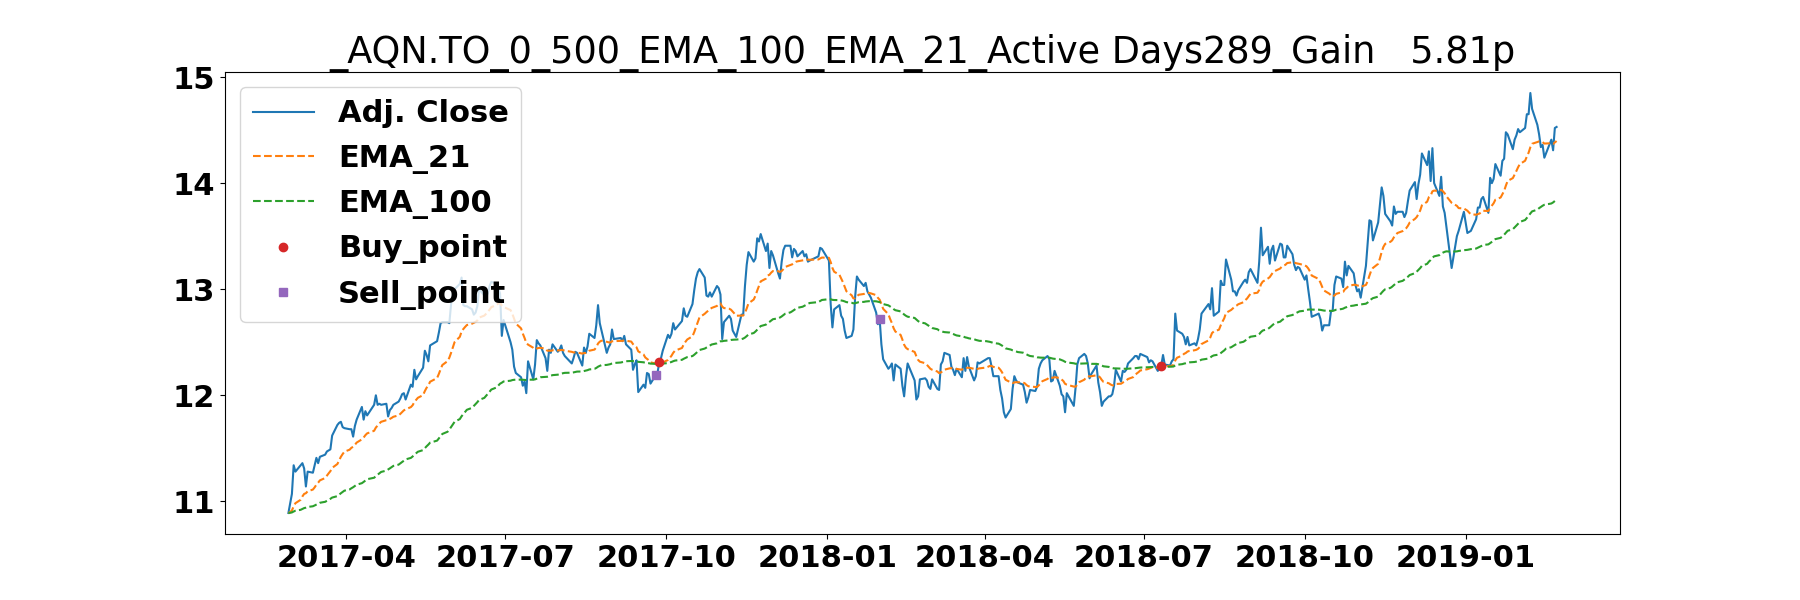 _AQN.TO_0_500_EMA_100_EMA_21_Active Days289_Gain   5.81p
15
14
13
12
11
Adj. Close
EMA_21
EMA_100
Buy_point
Sell_point
2017-04 2017-07 2017-10 2018-01 2018-04 2018-07 2018-10 2019-01